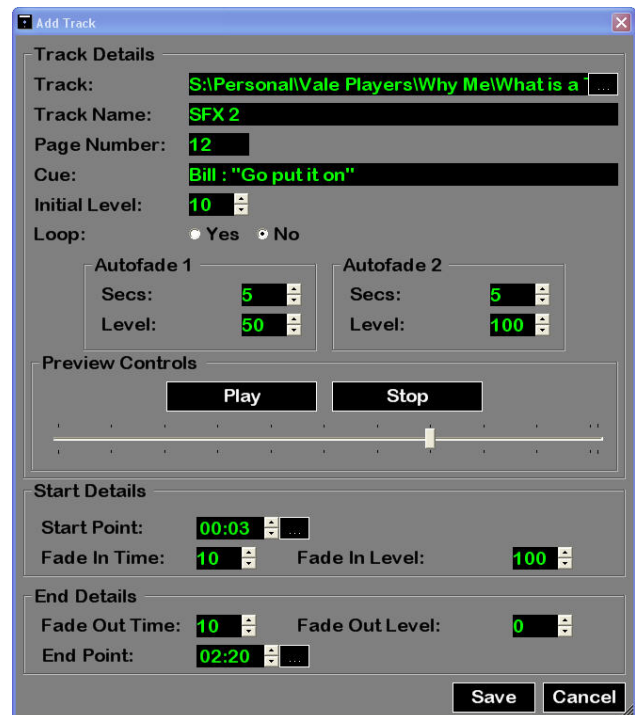 Add Track
Track Details
Track: S:\Personal\Vale Players\Why Me\What is a ...
Track Name: SFX 2
Page Number: 12
Cue: Bill : "Go put it on"
Initial Level: 10
Loop: Yes No
Autofade 1 Autofade 2
Secs: 5 Secs: 5
Level: 50 Level: 100
Preview Controls
Play Stop
Start Details
Start Point: 00:03 ...
Fade In Time: 10 Fade In Level: 100
End Details
Fade Out Time: 10 Fade Out Level: 0
End Point: 02:20 ...
Save Cancel